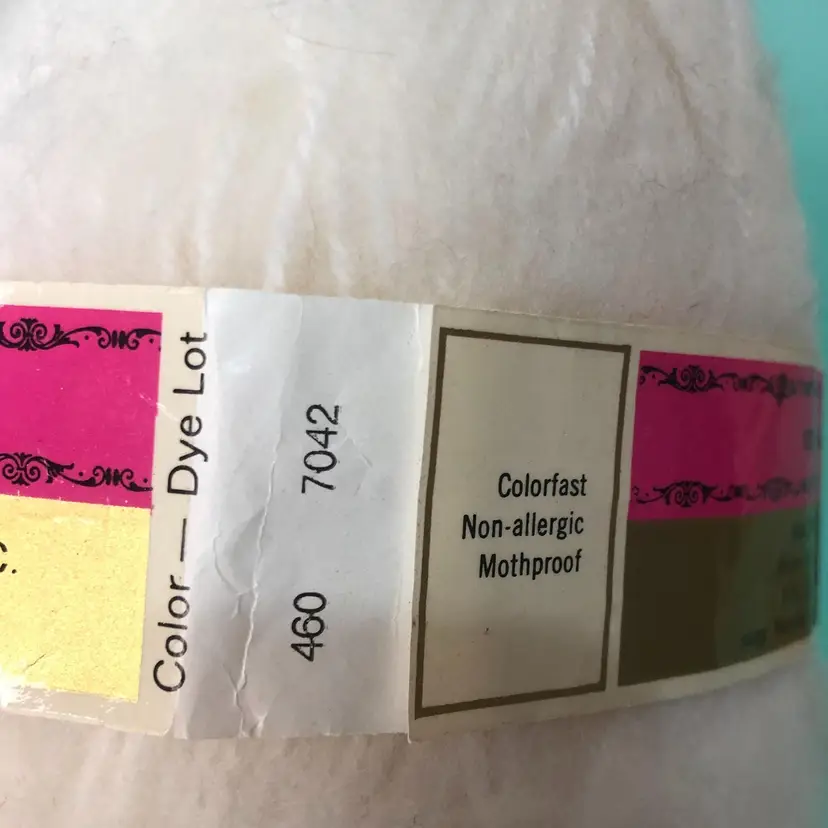 c.
Color — Dye Lot
460 7042
Colorfast
Non-allergic
Mothproof